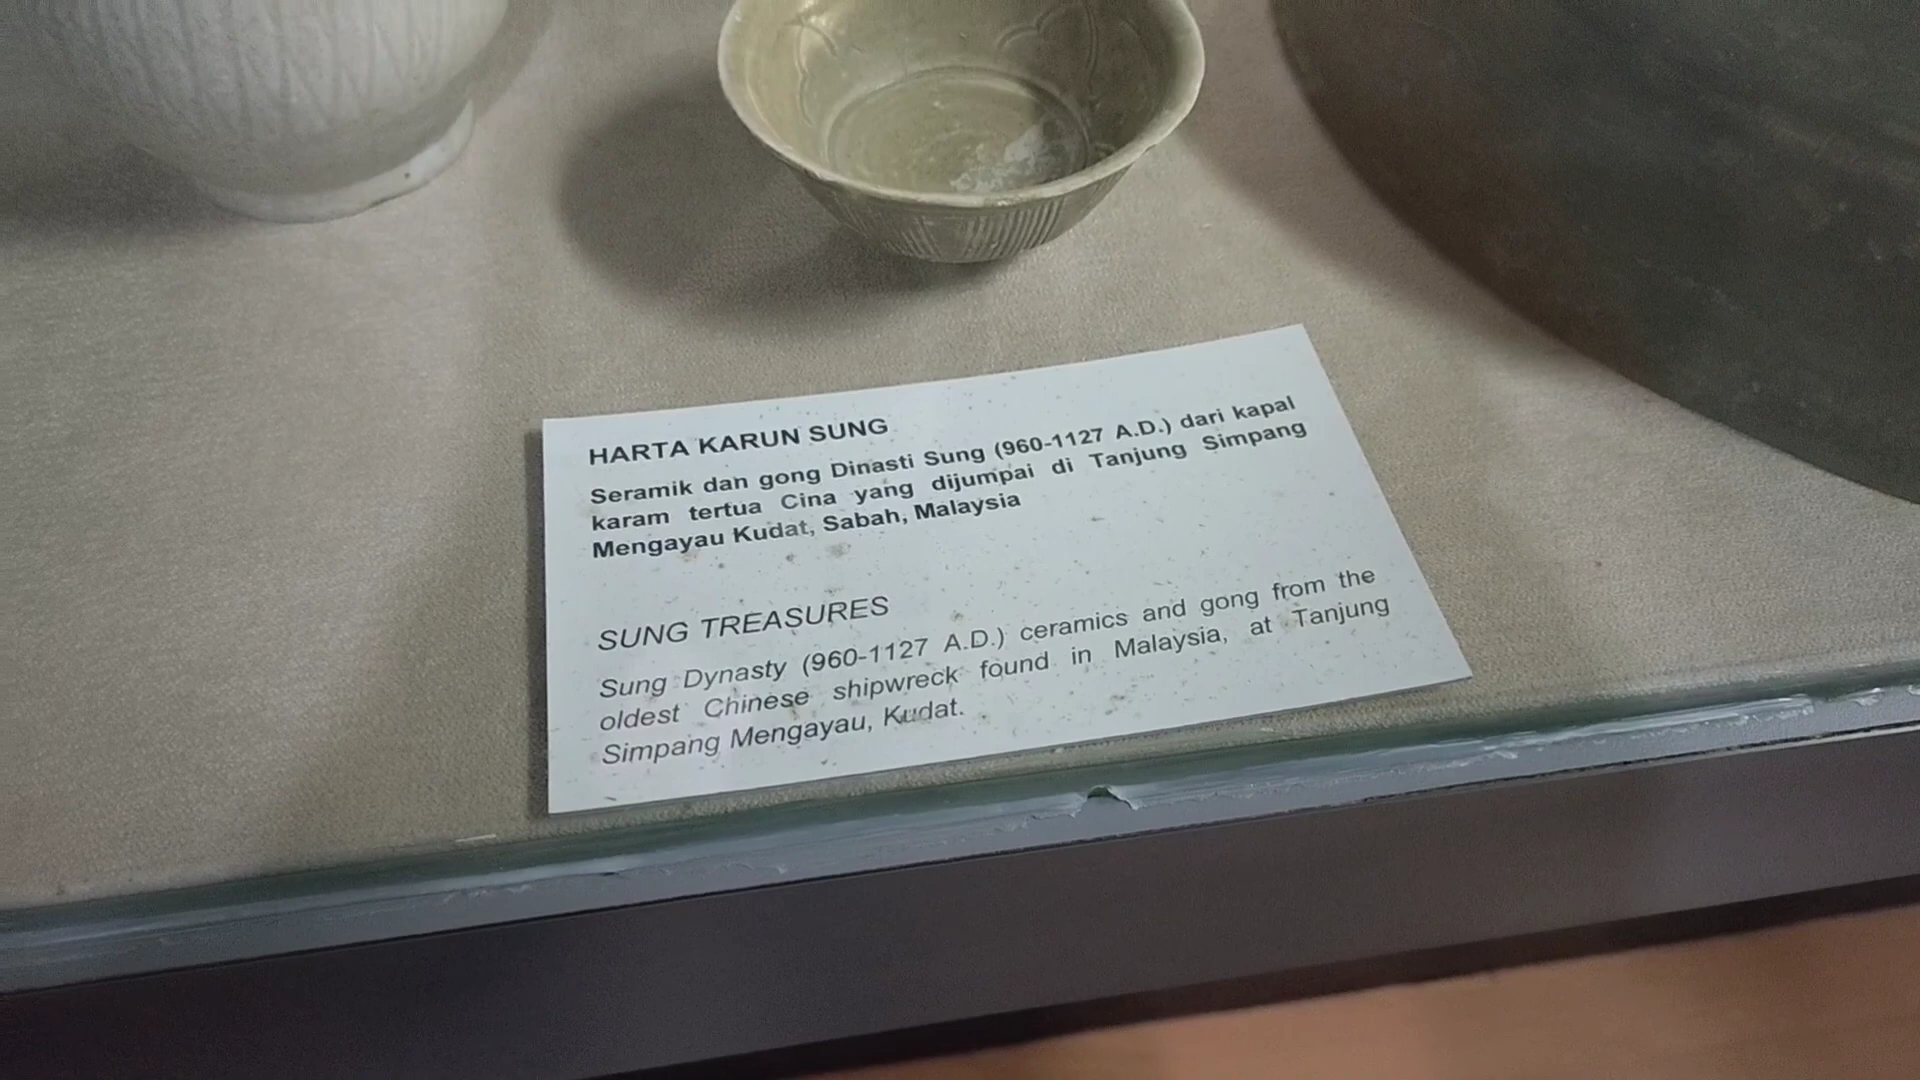 HARTA KARUN SUNG
Seramik dan gong Dinasti Sung (960-1127 A.D.) dari kapal
karam tertua Cina yang dijumpai di Tanjung Simpang
Mengayau Kudat, Sabah, Malaysia
SUNG TREASURES
Sung Dynasty (960-1127 A.D.) ceramics and gong from the
oldest Chinese shipwreck found in Malaysia, at Tanjung
Simpang Mengayau, Kudat.